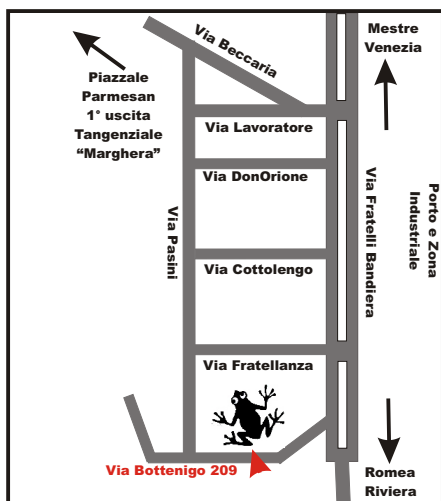 Via Beccaria
Mestre
Venezia
Piazzale
Parmesan
1° uscita
Tangenziale
“Marghera”
Via Lavoratore
Via DonOrione
Via Pasini
Via Fratelli Bandiera
Porto e Zona
Industriale
Via Cottolengo
Via Fratellanza
Via Bottenigo 209
Romea
Riviera